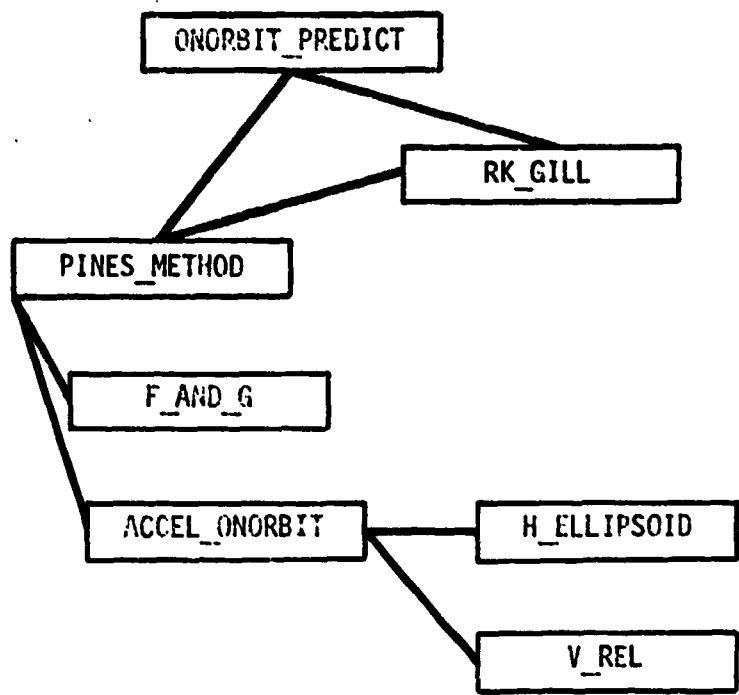 ONORBIT_PREDICT
RK_GILL
PINES_METHOD
F_AND_G
ACCEL_ONORBIT
H_ELLIPSOID
V_REL